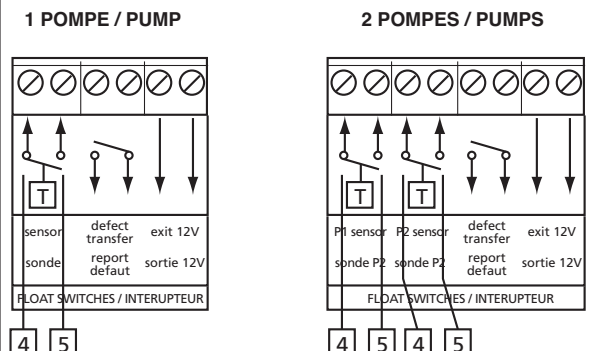 1 POMPE / PUMP
T
sensor defect transfer exit 12V
sonde report defaut sortie 12V
FLOAT SWITCHES / INTERUPTEUR
4 5
2 POMPES / PUMPS
T T
P1 sensor P2 sensor defect transfer exit 12V
sonde P2 sonde P2 report defaut sortie 12V
FLOAT SWITCHES / INTERUPTEUR
4 5 4 5